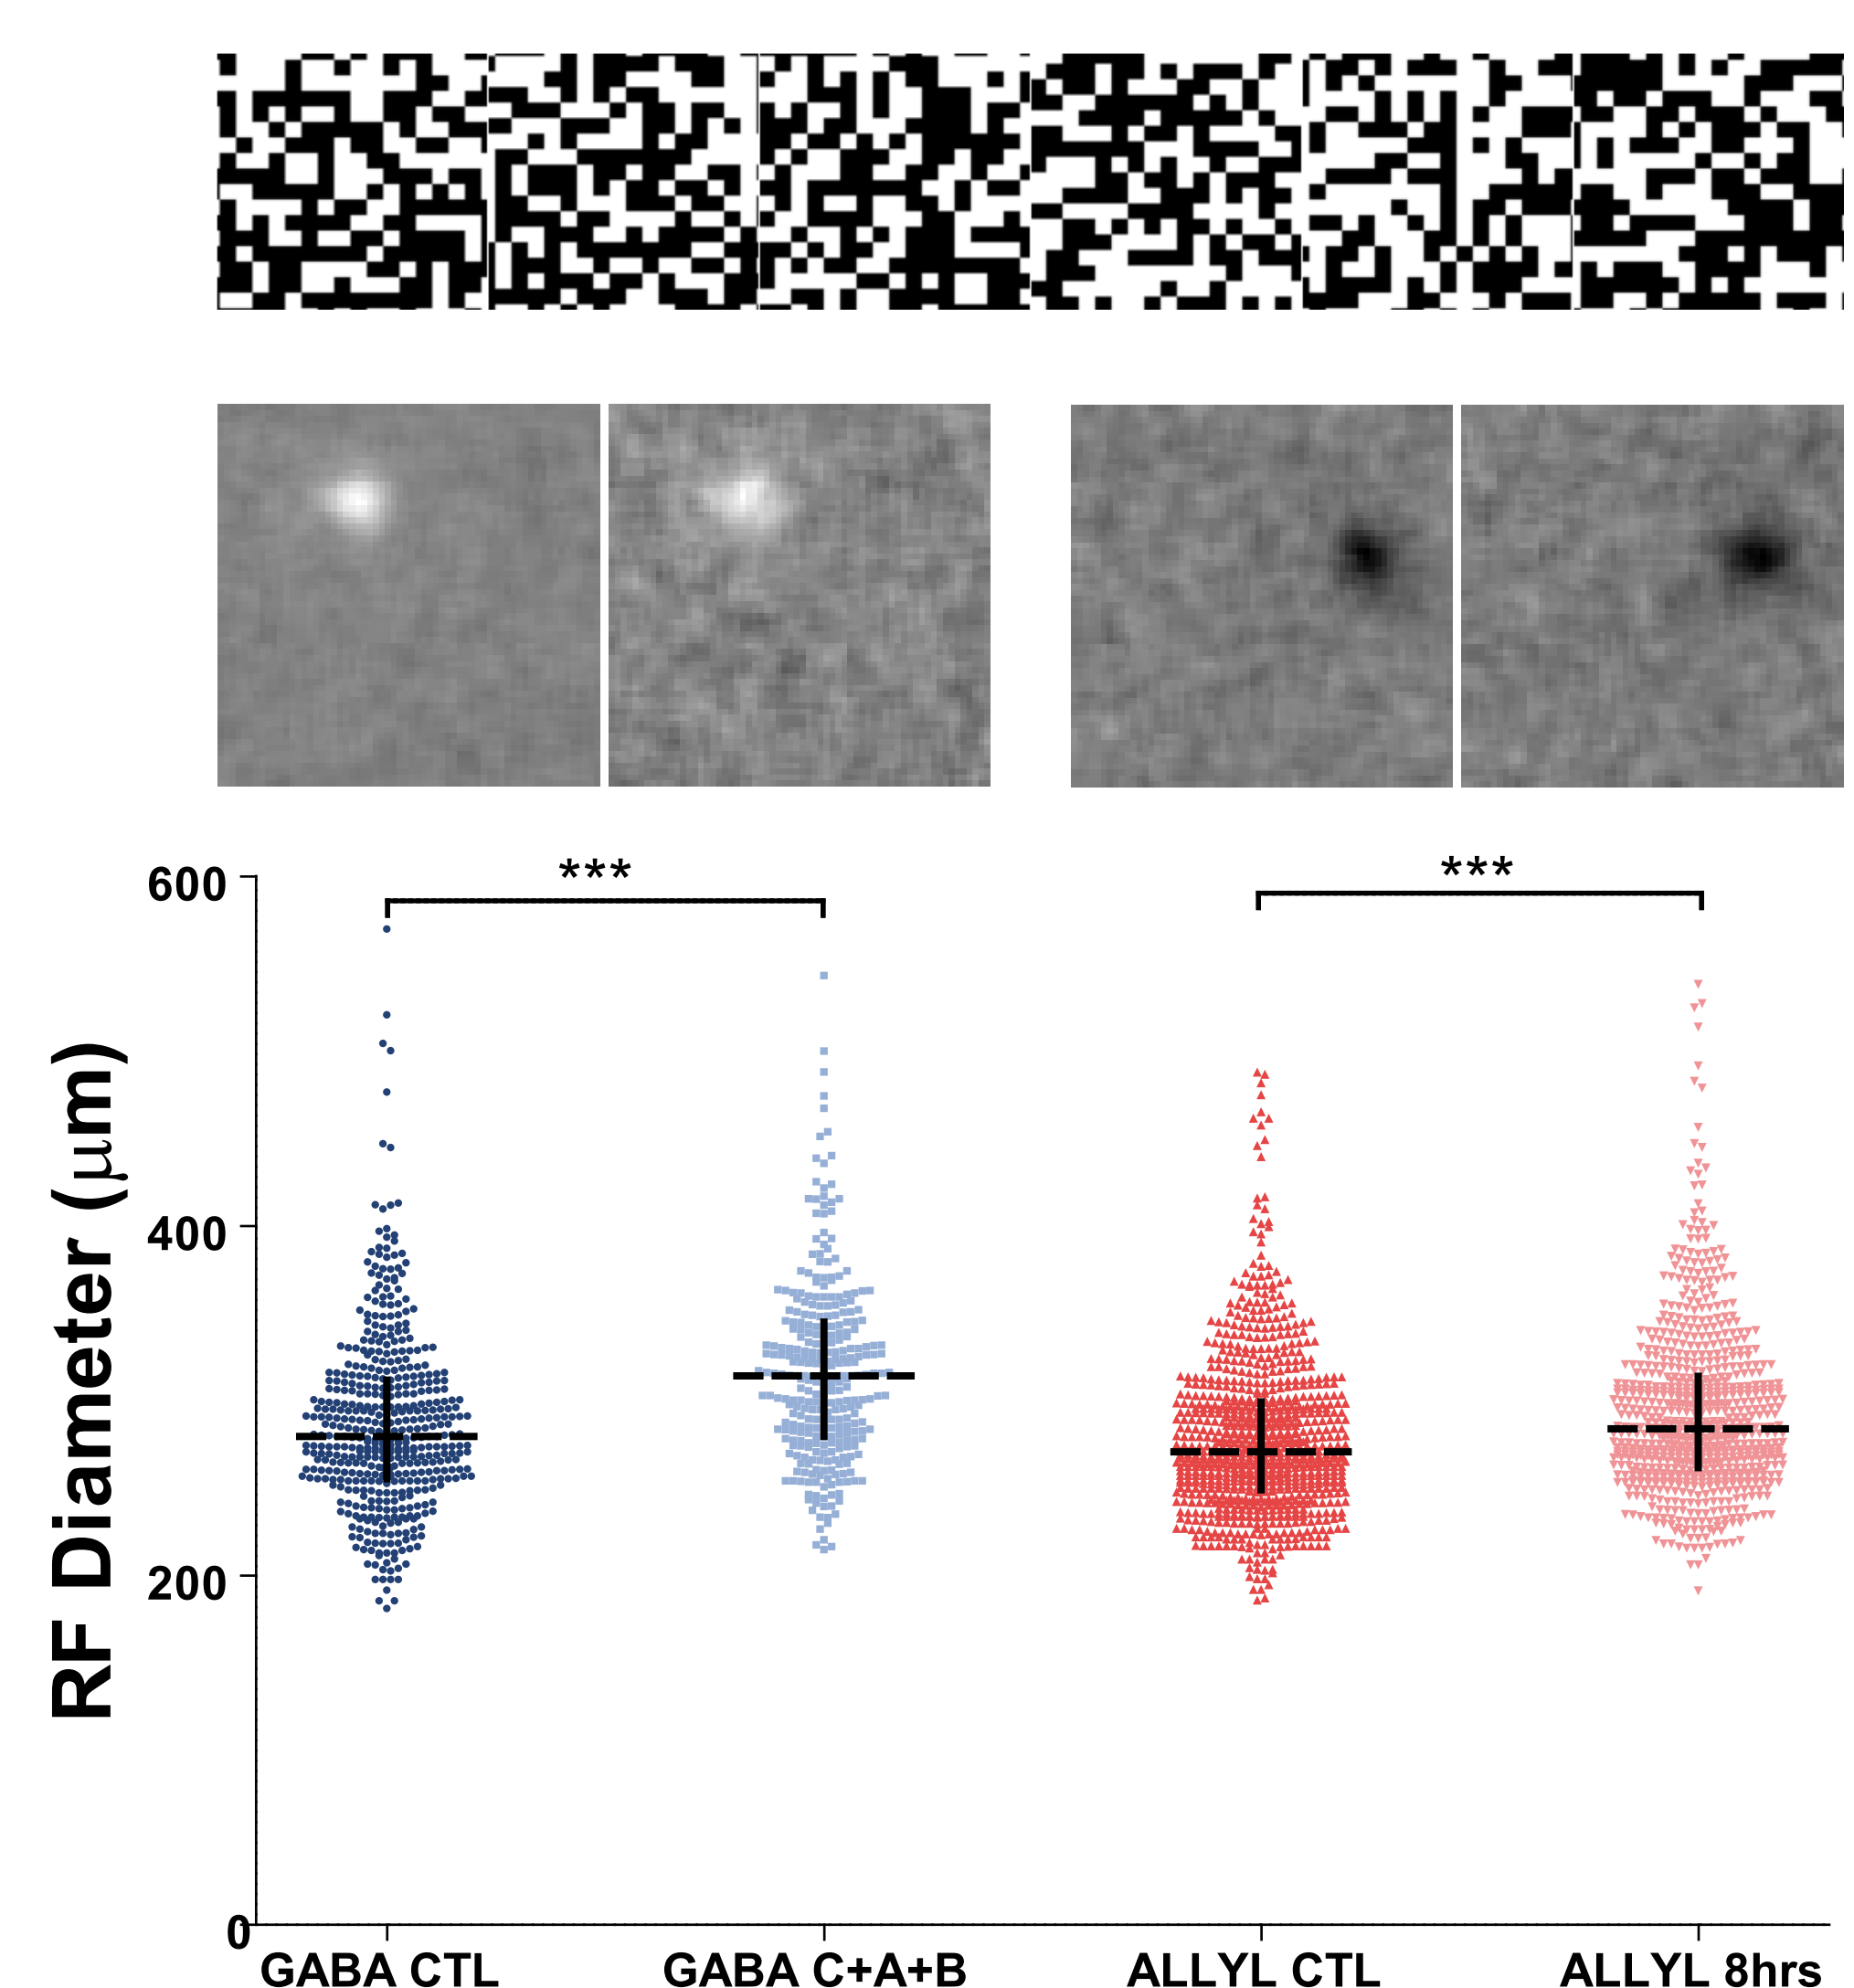 ***
***
600
400
200
0
RF Diameter (μm)
GABA CTL
GABA C+A+B
ALLYL CTL
ALLYL 8hrs